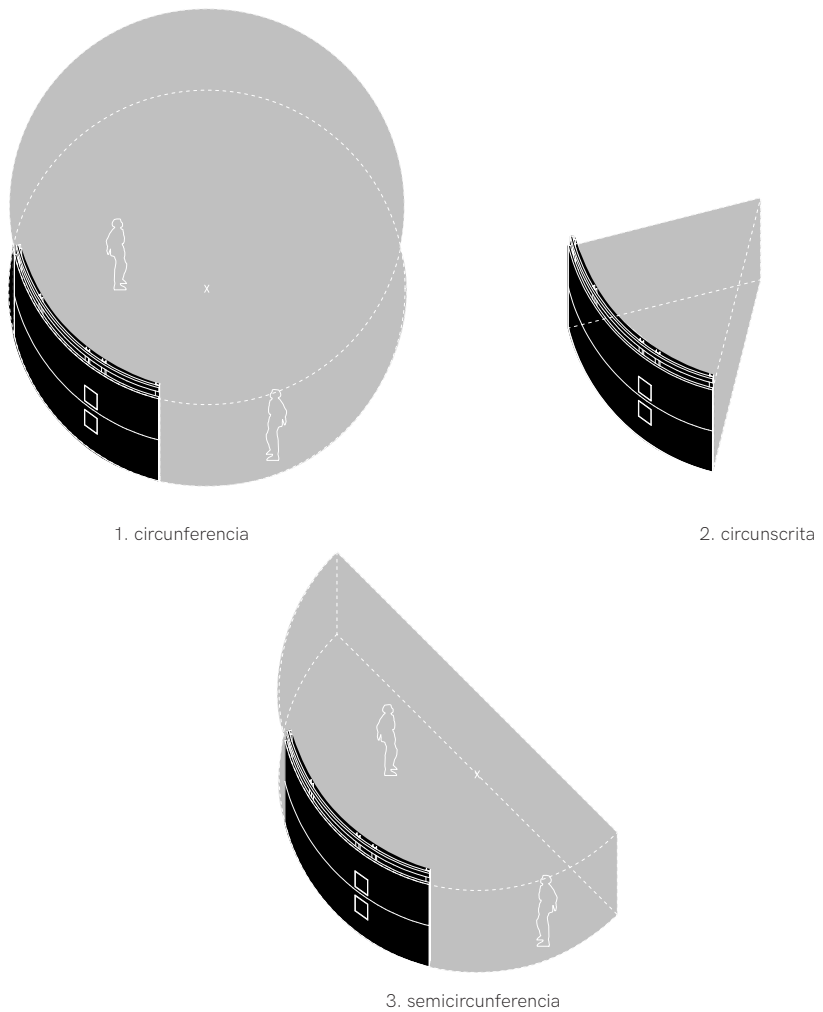 x
1. circunferencia
2. circunscrita
x
3. semicircunferencia